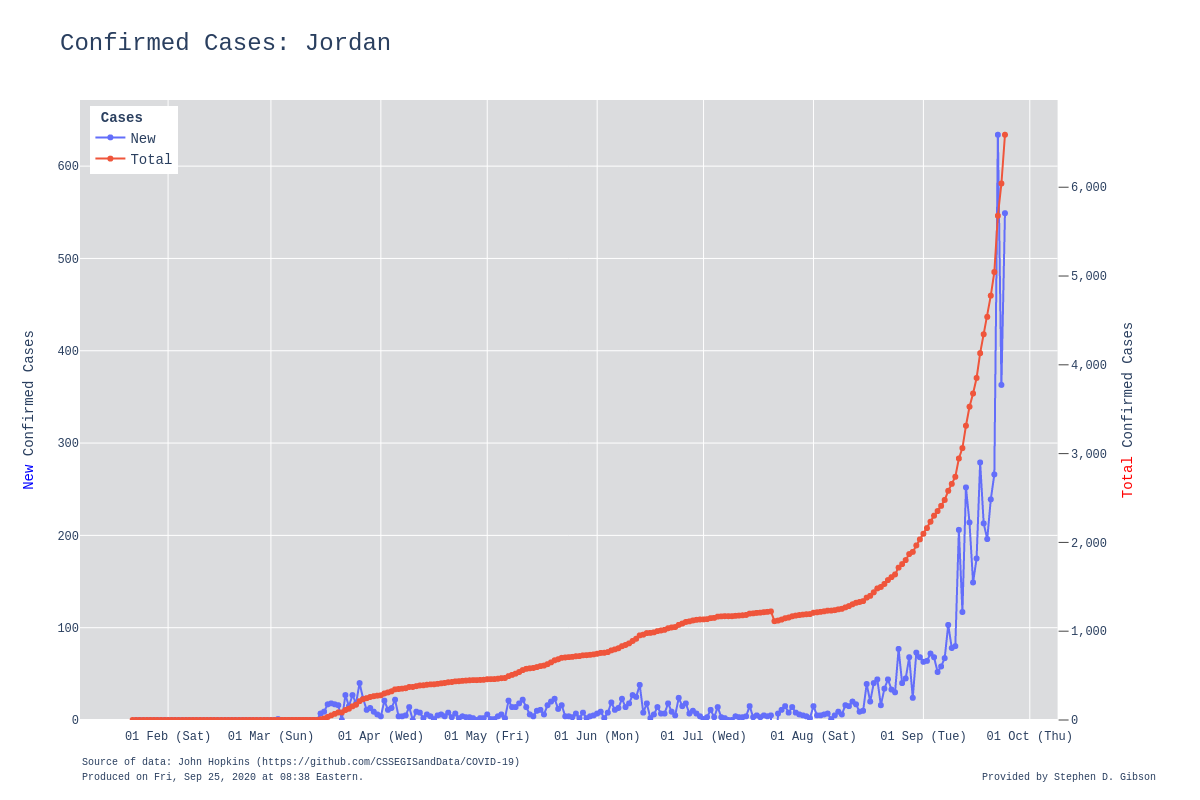 Confirmed Cases: Jordan
Cases
New
Total
600
500
400
300
200
100
0
6,000
5,000
4,000
3,000
2,000
1,000
0
New Confirmed Cases
Total Confirmed Cases
01 Feb (Sat) 01 Mar (Sun) 01 Apr (Wed) 01 May (Fri) 01 Jun (Mon) 01 Jul (Wed) 01 Aug (Sat) 01 Sep (Tue) 01 Oct (Thu)
Source of data: John Hopkins (https://github.com/CSSEGISandData/COVID-19)
Produced on Fri, Sep 25, 2020 at 08:38 Eastern.
Provided by Stephen D. Gibson